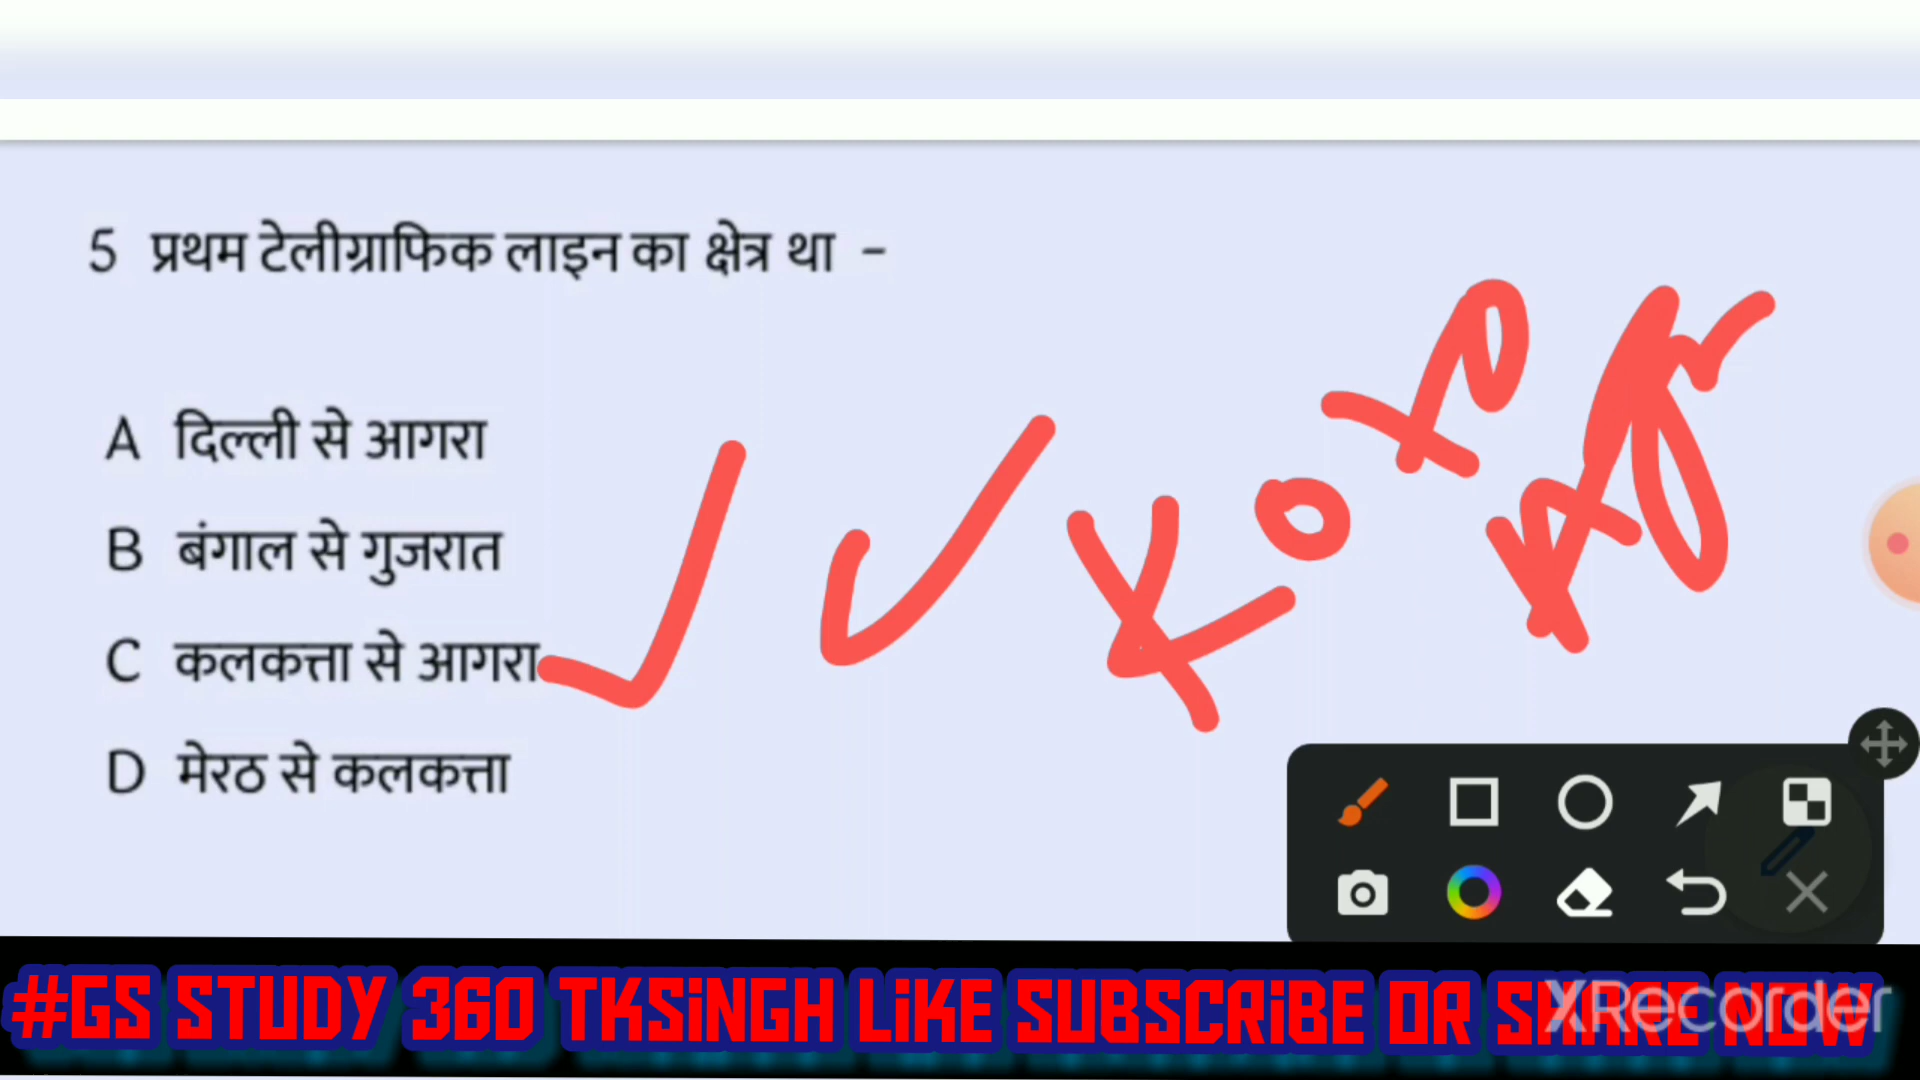 5 प्रथम टेलीग्राफिक लाइन का क्षेत्र था -
A दिल्ली से आगरा
B बंगाल से गुजरात
C कलकत्ता से आगरा
D मेरठ से कलकत्ता
#GS STUDY 360 TKSiNGH LiKE SUBSCRiBE OR SHARE NOW
XRecorder